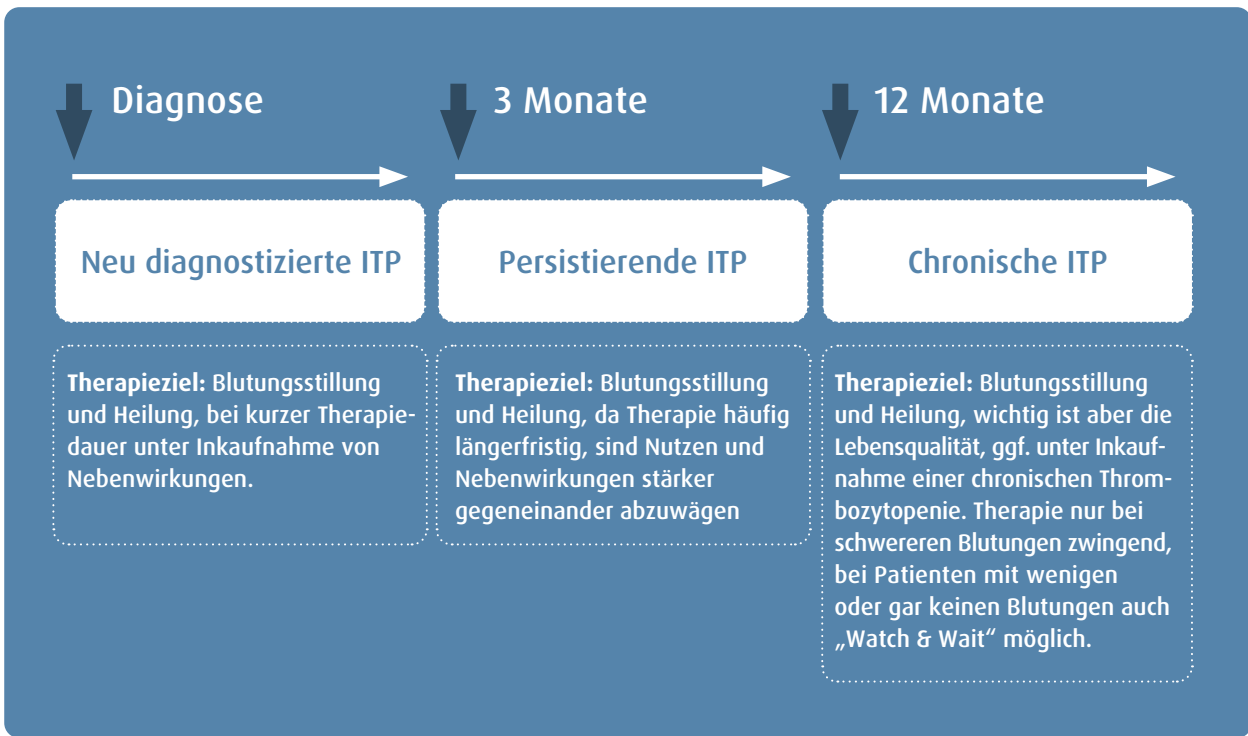 Diagnose
3 Monate
12 Monate
Neu diagnostizierte ITP
Persistierende ITP
Chronische ITP
Therapieziel: Blutungsstillung
und Heilung, bei kurzer Therapie-
dauer unter Inkaufnahme von
Nebenwirkungen.
Therapieziel: Blutungsstillung
und Heilung, da Therapie häufig
längerfristig, sind Nutzen und
Nebenwirkungen stärker
gegeneinander abzuwägen
Therapieziel: Blutungsstillung
und Heilung, wichtig ist aber die
Lebensqualität, ggf. unter Inkauf-
nahme einer chronischen Throm-
bozytopenie. Therapie nur bei
schwereren Blutungen zwingend,
bei Patienten mit wenigen
oder gar keinen Blutungen auch
„Watch & Wait“ möglich.